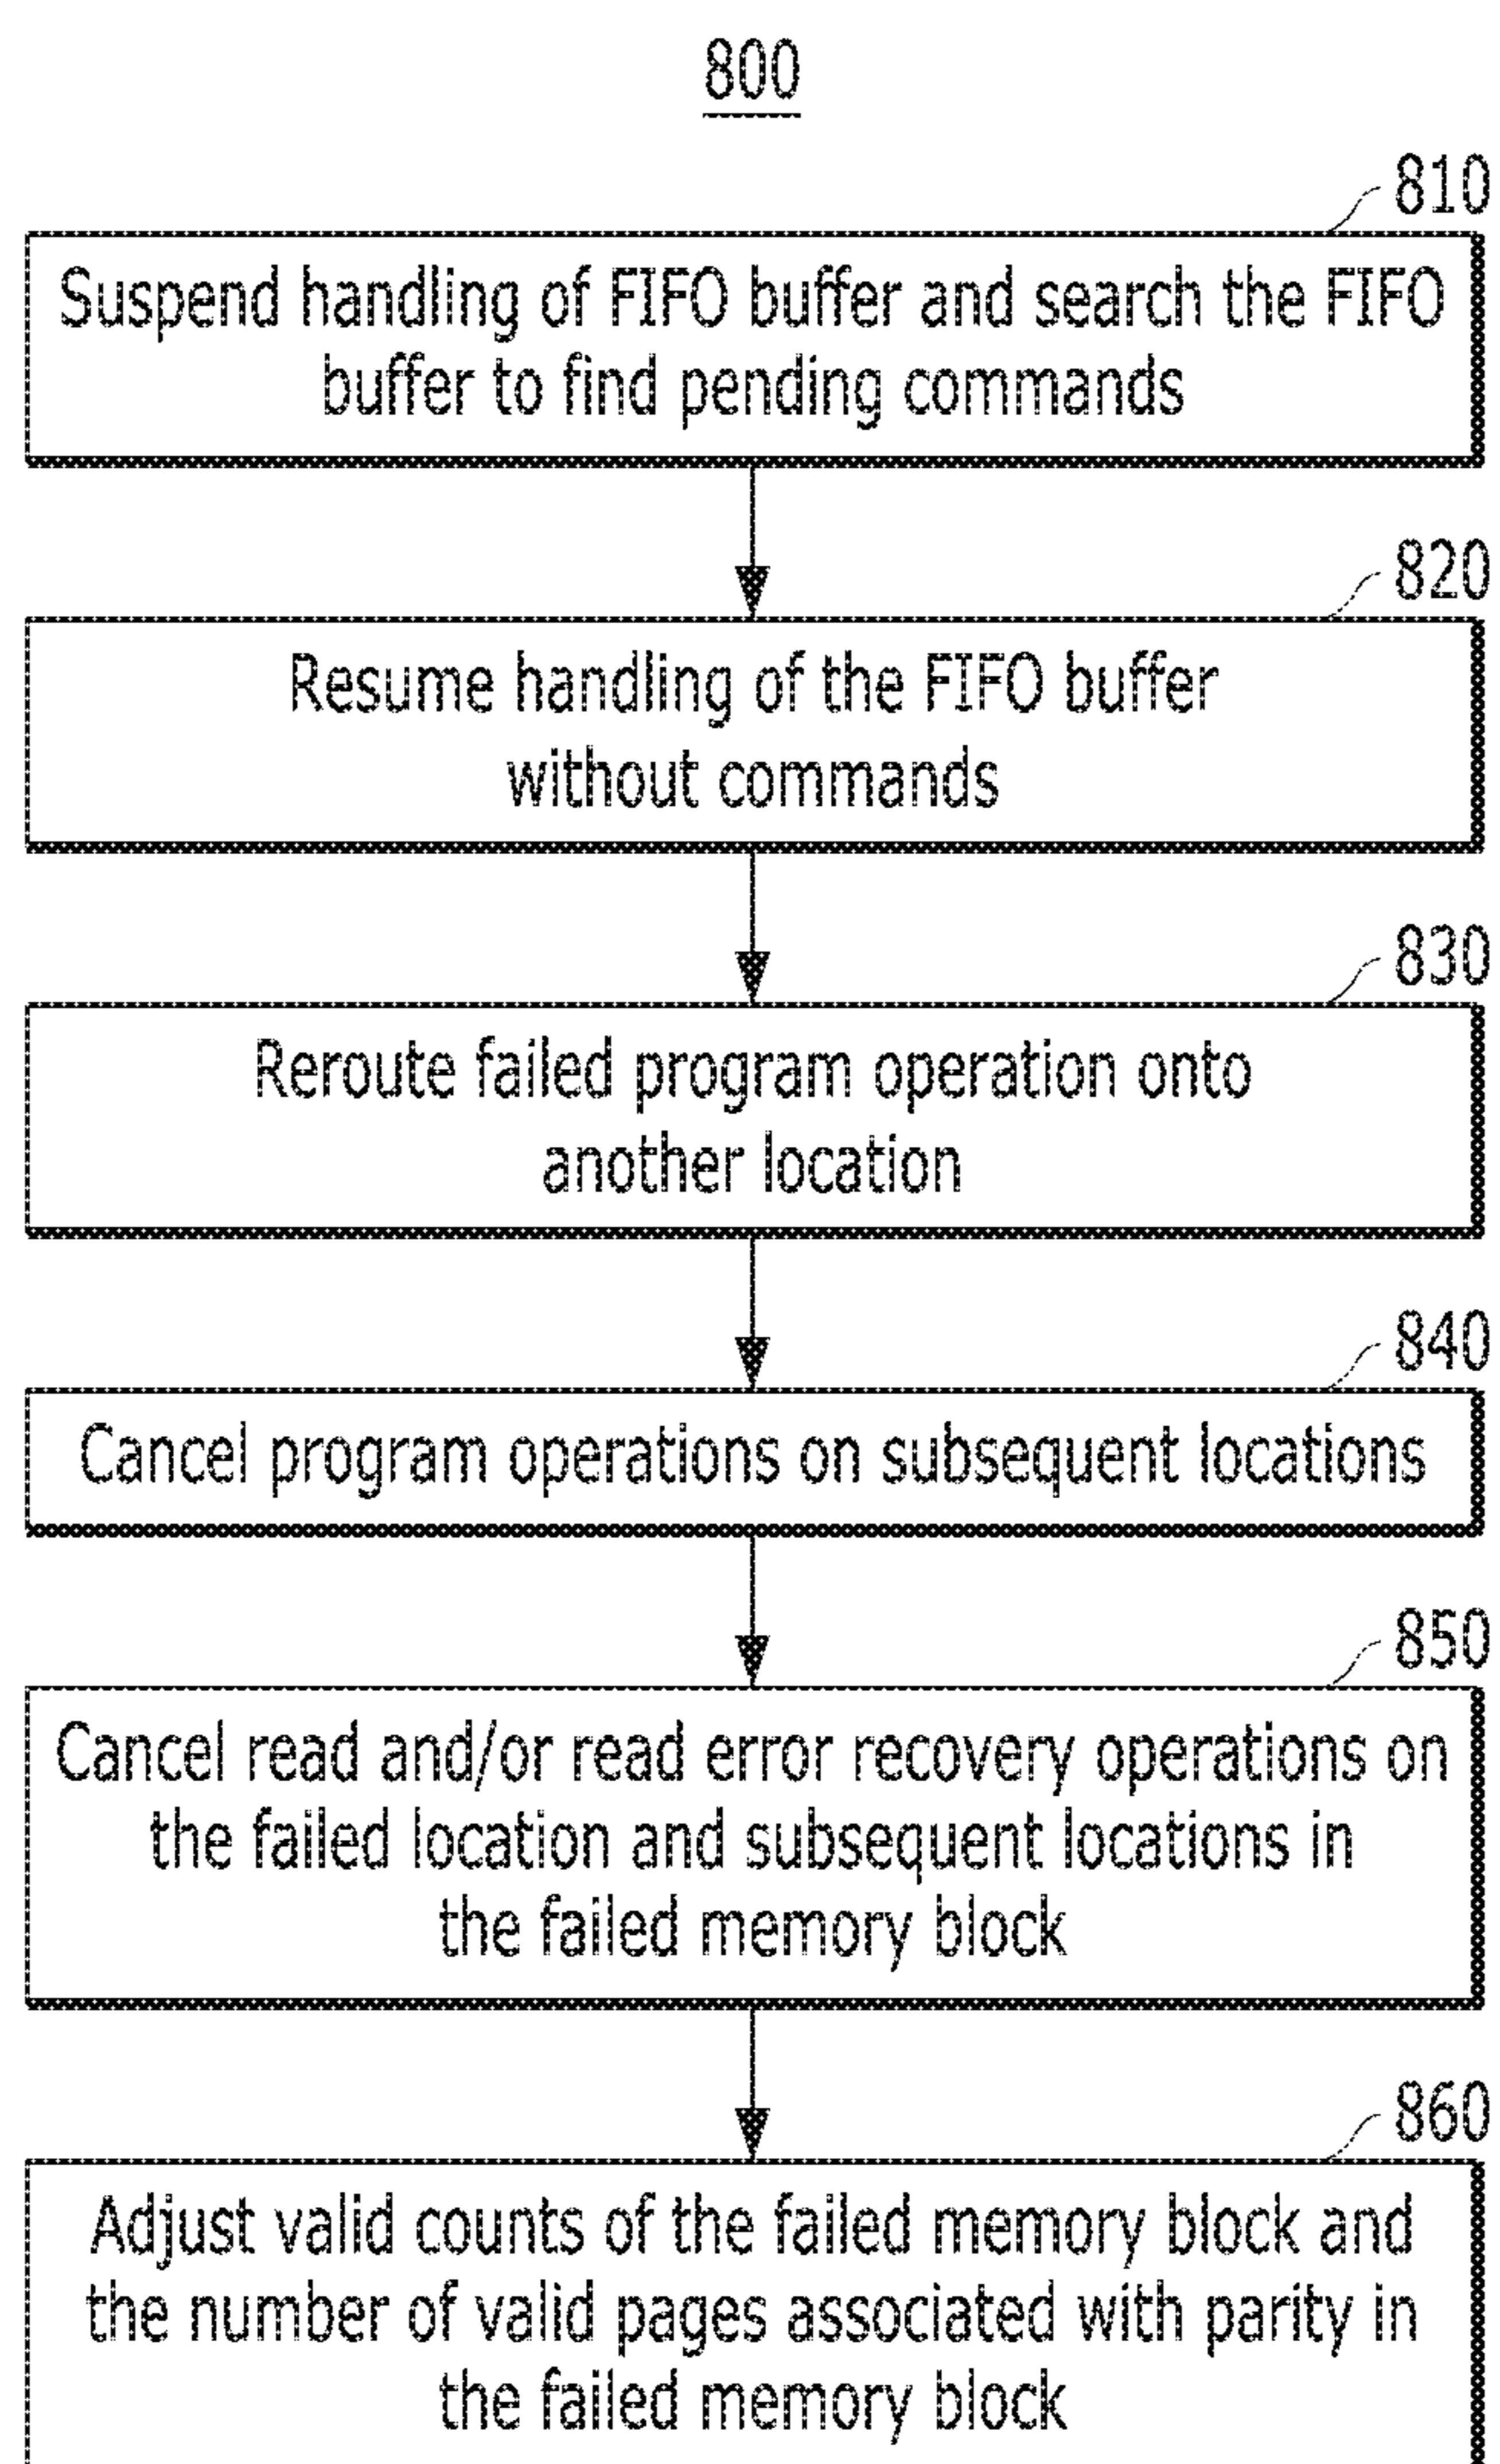 800
810
Suspend handling of FIFO buffer and search the FIFO
buffer to find pending commands
820
Resume handling of the FIFO buffer
without commands
830
Reroute failed program operation onto
another location
840
Cancel program operations on subsequent locations
850
Cancel read and/or read error recovery operations on
the failed location and subsequent locations in
the failed memory block
860
Adjust valid counts of the failed memory block and
the number of valid pages associated with parity in
the failed memory block